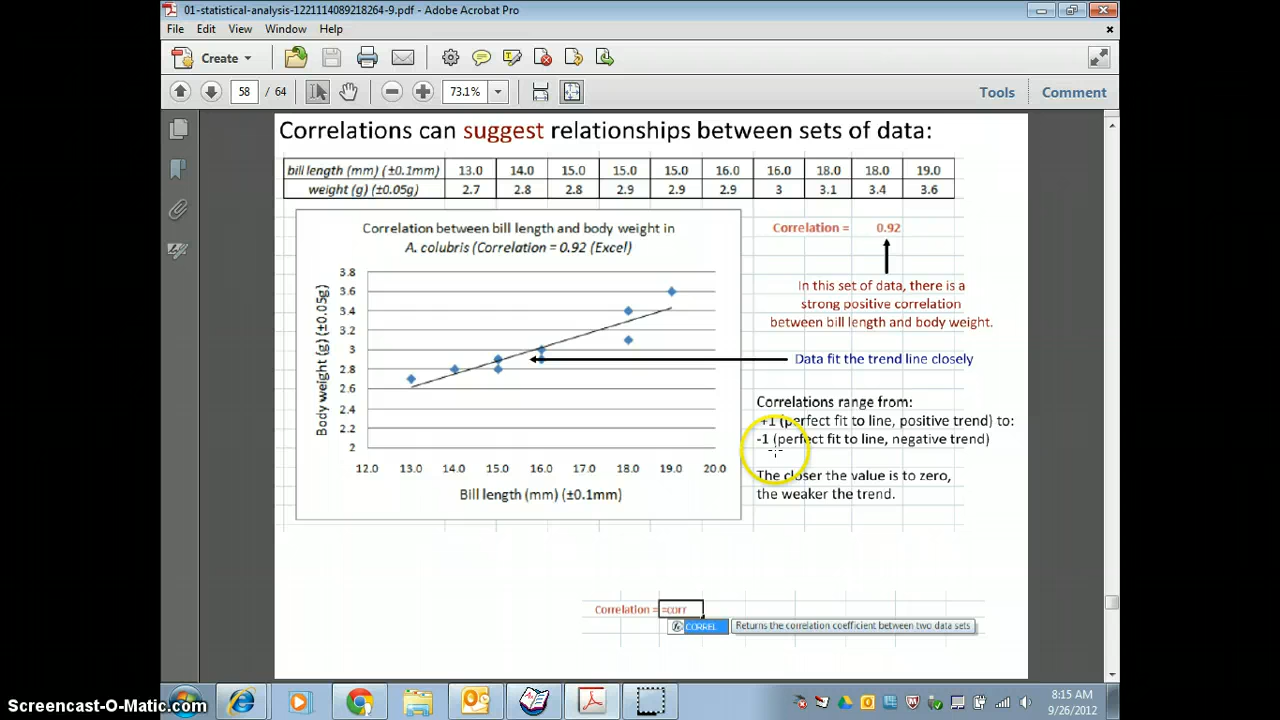 01-statistical-analysis-1221114089218264-9.pdf - Adobe Acrobat Pro
File Edit View Window Help
Create
58 / 64 73.1% Tools Comment
Correlations can suggest relationships between sets of data:
bill length (mm) (±0.1mm) 13.0 14.0 15.0 15.0 15.0 16.0 16.0 18.0 18.0 19.0
weight (g) (±0.05g) 2.7 2.8 2.8 2.9 2.9 2.9 3 3.1 3.4 3.6
Correlation between bill length and body weight in
A. colubris (Correlation = 0.92 (Excel)
Body weight (g) (±0.05g)
3.8
3.6
3.4
3.2
3
2.8
2.6
2.4
2.2
2
12.0 13.0 14.0 15.0 16.0 17.0 18.0 19.0 20.0
Bill length (mm) (±0.1mm)
Correlation = 0.92
In this set of data, there is a
strong positive correlation
between bill length and body weight.
Data fit the trend line closely
Correlations range from:
+1 (perfect fit to line, positive trend) to:
-1 (perfect fit to line, negative trend)
The closer the value is to zero,
the weaker the trend.
Correlation = =corr
fx CORREL Returns the correlation coefficient between two data sets
Screencast-O-Matic.com
8:15 AM
9/26/2012